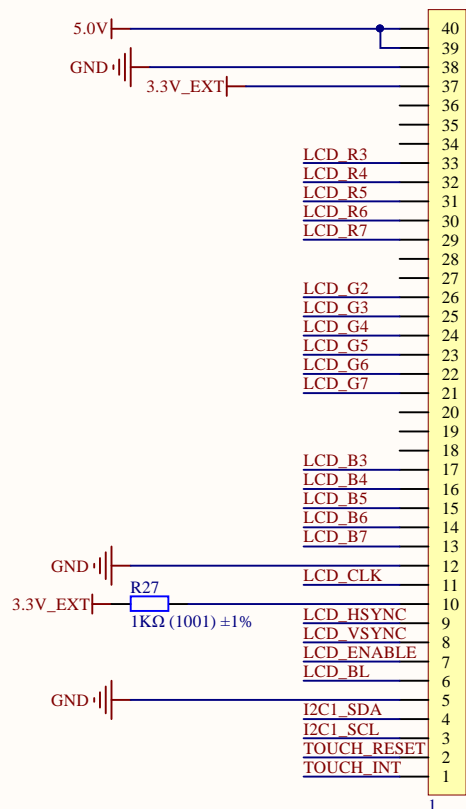 5.0V 40
39
GND 38
3.3V_EXT 37
36
35
34
LCD_R3 33
LCD_R4 32
LCD_R5 31
LCD_R6 30
LCD_R7 29
28
27
LCD_G2 26
LCD_G3 25
LCD_G4 24
LCD_G5 23
LCD_G6 22
LCD_G7 21
20
19
18
LCD_B3 17
LCD_B4 16
LCD_B5 15
LCD_B6 14
LCD_B7 13
GND 12
LCD_CLK 11
R27
3.3V_EXT 10
1KΩ (1001) ±1%
LCD_HSYNC 9
LCD_VSYNC 8
LCD_ENABLE 7
LCD_BL 6
GND 5
I2C1_SDA 4
I2C1_SCL 3
TOUCH_RESET 2
TOUCH_INT 1
1